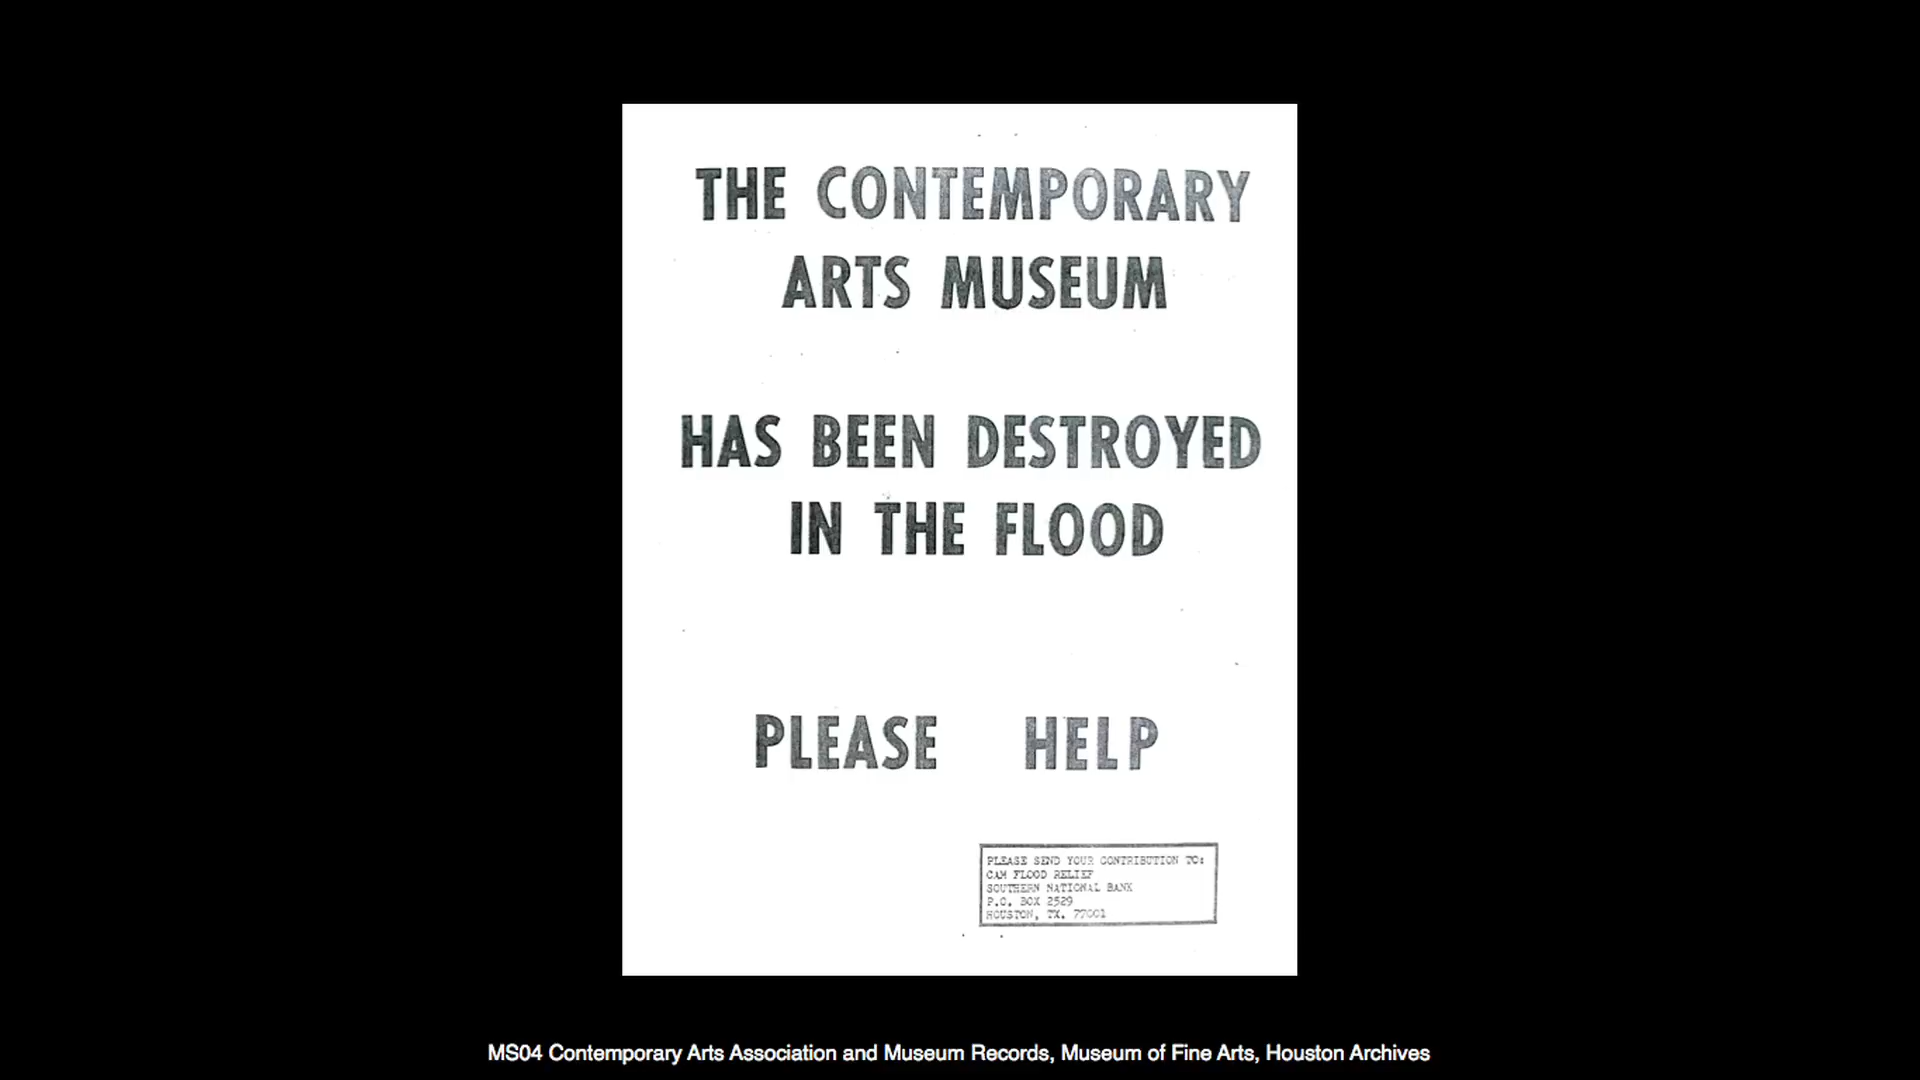 THE CONTEMPORARY
ARTS MUSEUM
HAS BEEN DESTROYED
IN THE FLOOD
PLEASE HELP
PLEASE SEND YOUR CONTRIBUTION TO:
CAM FLOOD RELIEF
SOUTHERN NATIONAL BANK
P.O. BOX 2529
HOUSTON, TX. 77001
MS04 Contemporary Arts Association and Museum Records, Museum of Fine Arts, Houston Archives